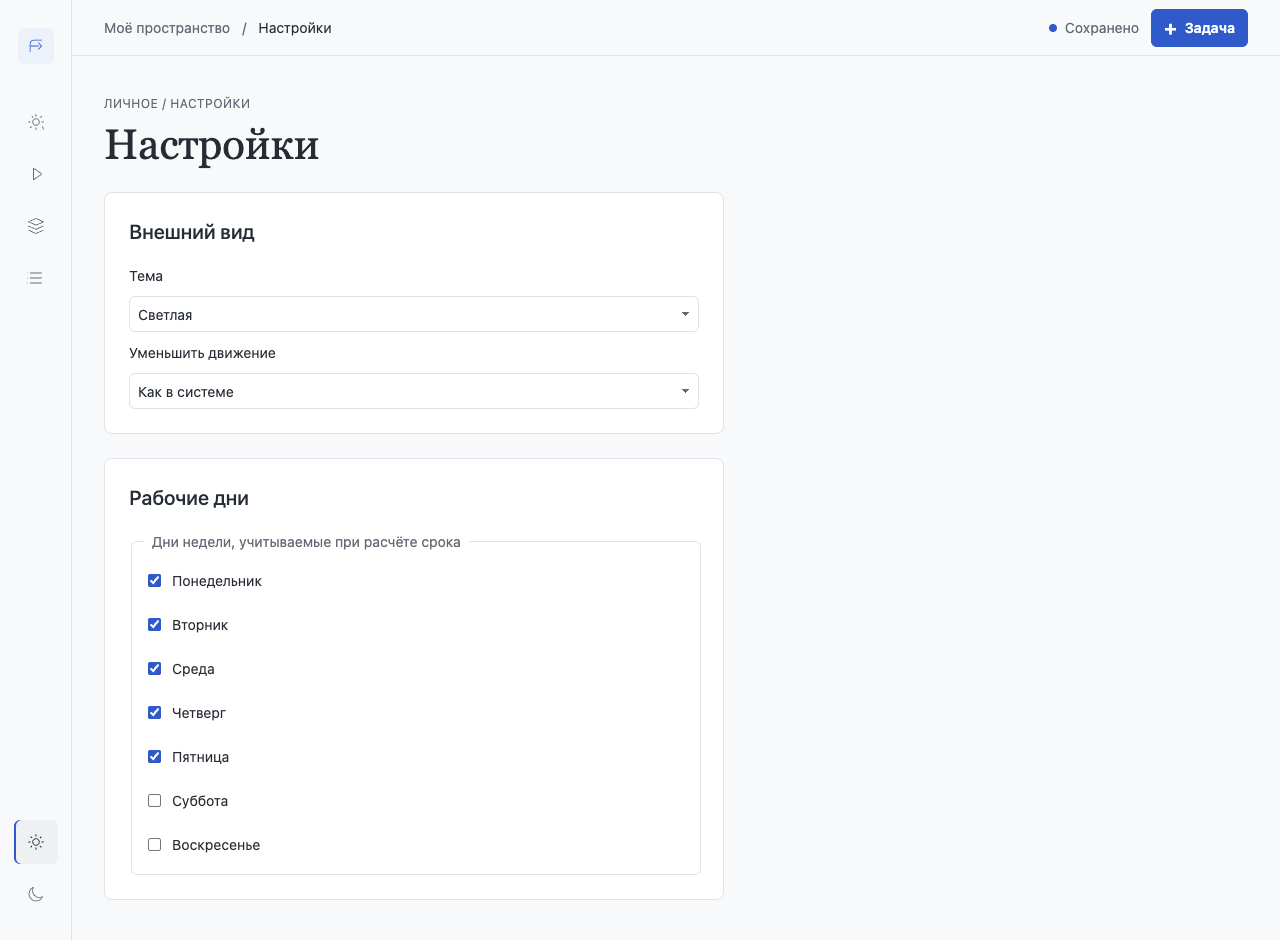 Моё пространство / Настройки
Сохранено
+ Задача
ЛИЧНОЕ / НАСТРОЙКИ
Настройки
Внешний вид
Тема
Светлая
Уменьшить движение
Как в системе
Рабочие дни
Дни недели, учитываемые при расчёте срока
Понедельник
Вторник
Среда
Четверг
Пятница
Суббота
Воскресенье